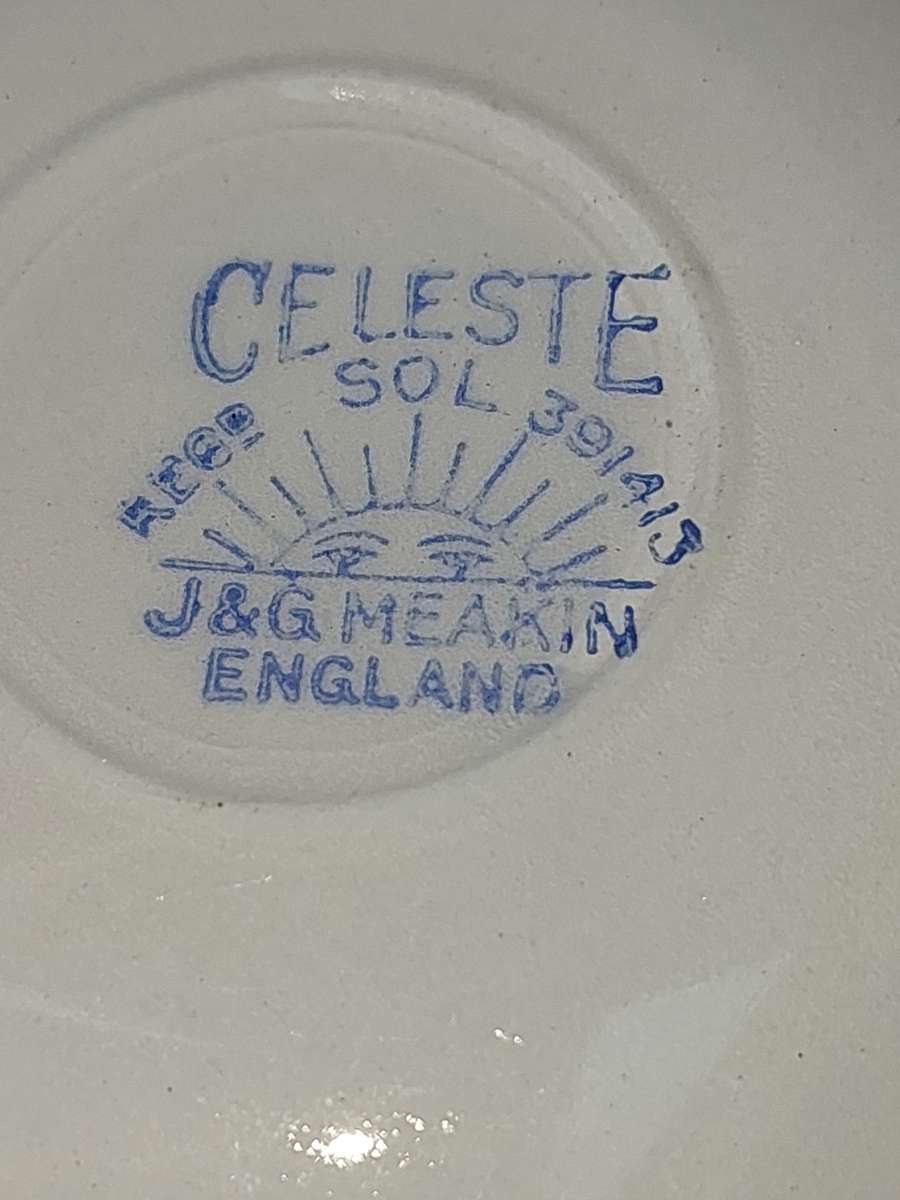 CELESTE
SOL
REGD 391413
J&G MEAKIN
ENGLAND